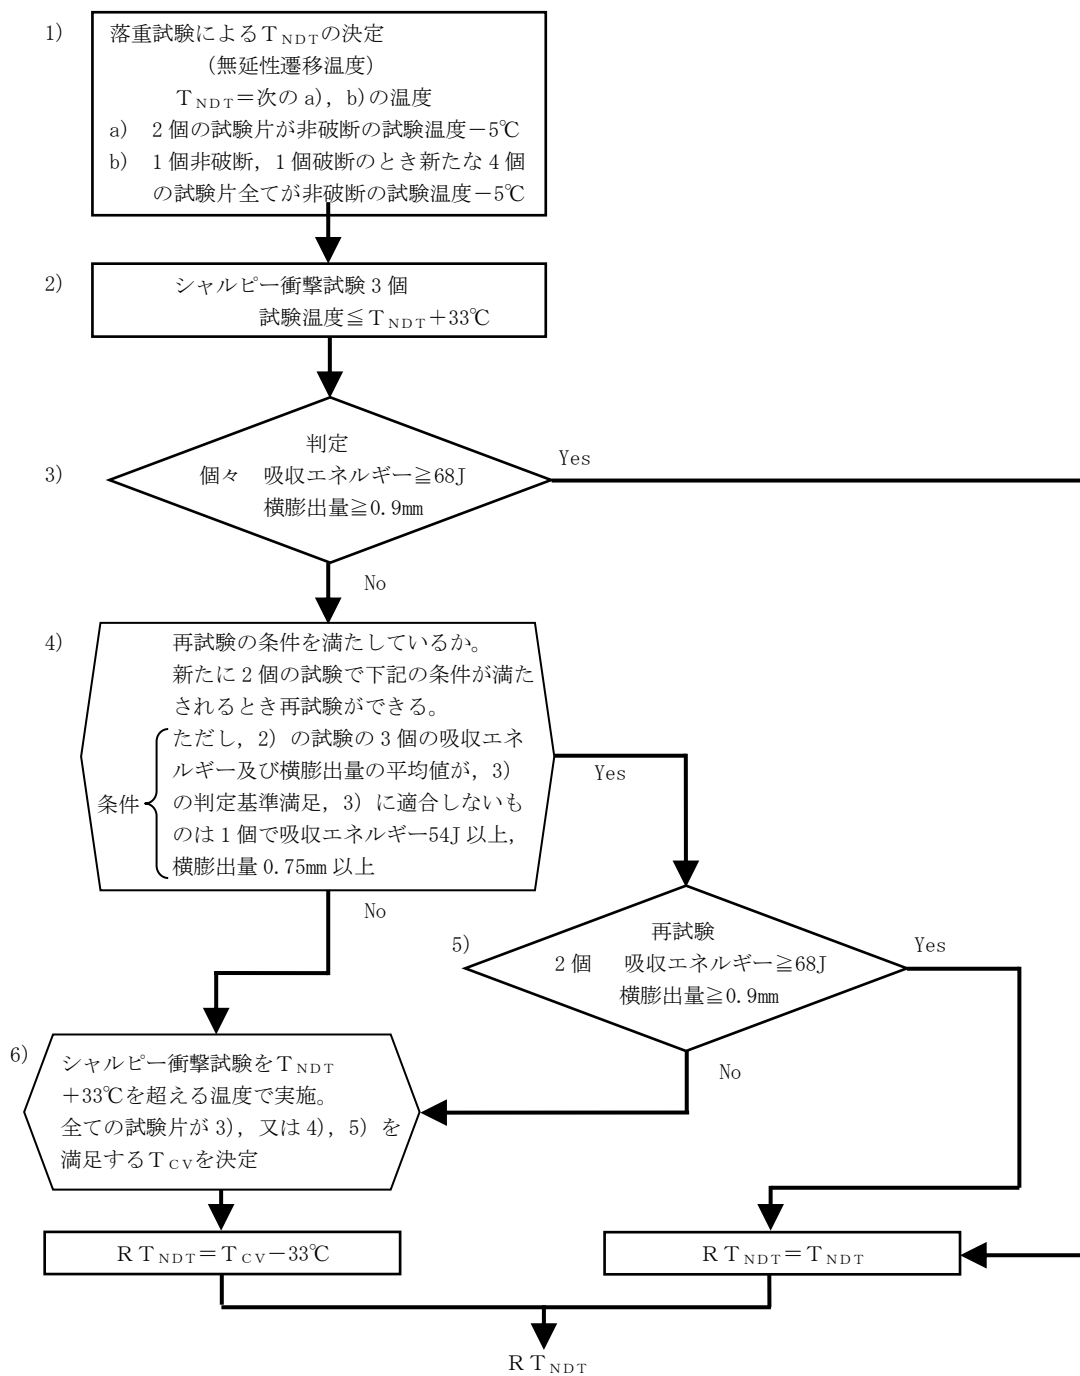 1)
落重試験によるＴNDTの決定
（無延性遷移温度）
ＴNDT＝次の a)，b)の温度
a)　2 個の試験片が非破断の試験温度－5℃
b)　1 個非破断，1 個破断のとき新たな 4 個
の試験片全てが非破断の試験温度－5℃
2)
シャルピー衝撃試験 3 個
試験温度≦ＴNDT＋33℃
3)
判定
個々　吸収エネルギー≧68J
横膨出量≧0.9mm
Yes
No
4)
再試験の条件を満たしているか。
新たに 2 個の試験で下記の条件が満た
されるとき再試験ができる。
条件
ただし，2）の試験の 3 個の吸収エネ
ルギー及び横膨出量の平均値が，3）
の判定基準満足，3）に適合しないも
のは 1 個で吸収エネルギー54J 以上，
横膨出量 0.75mm 以上
Yes
No
5)
再試験
2 個　吸収エネルギー≧68J
横膨出量≧0.9mm
Yes
No
6)
シャルピー衝撃試験をＴNDT
＋33℃を超える温度で実施。
全ての試験片が 3)，又は 4)，5）を
満足するＴCVを決定
ＲＴNDT＝ＴCV－33℃
ＲＴNDT＝ＴNDT
ＲＴNDT